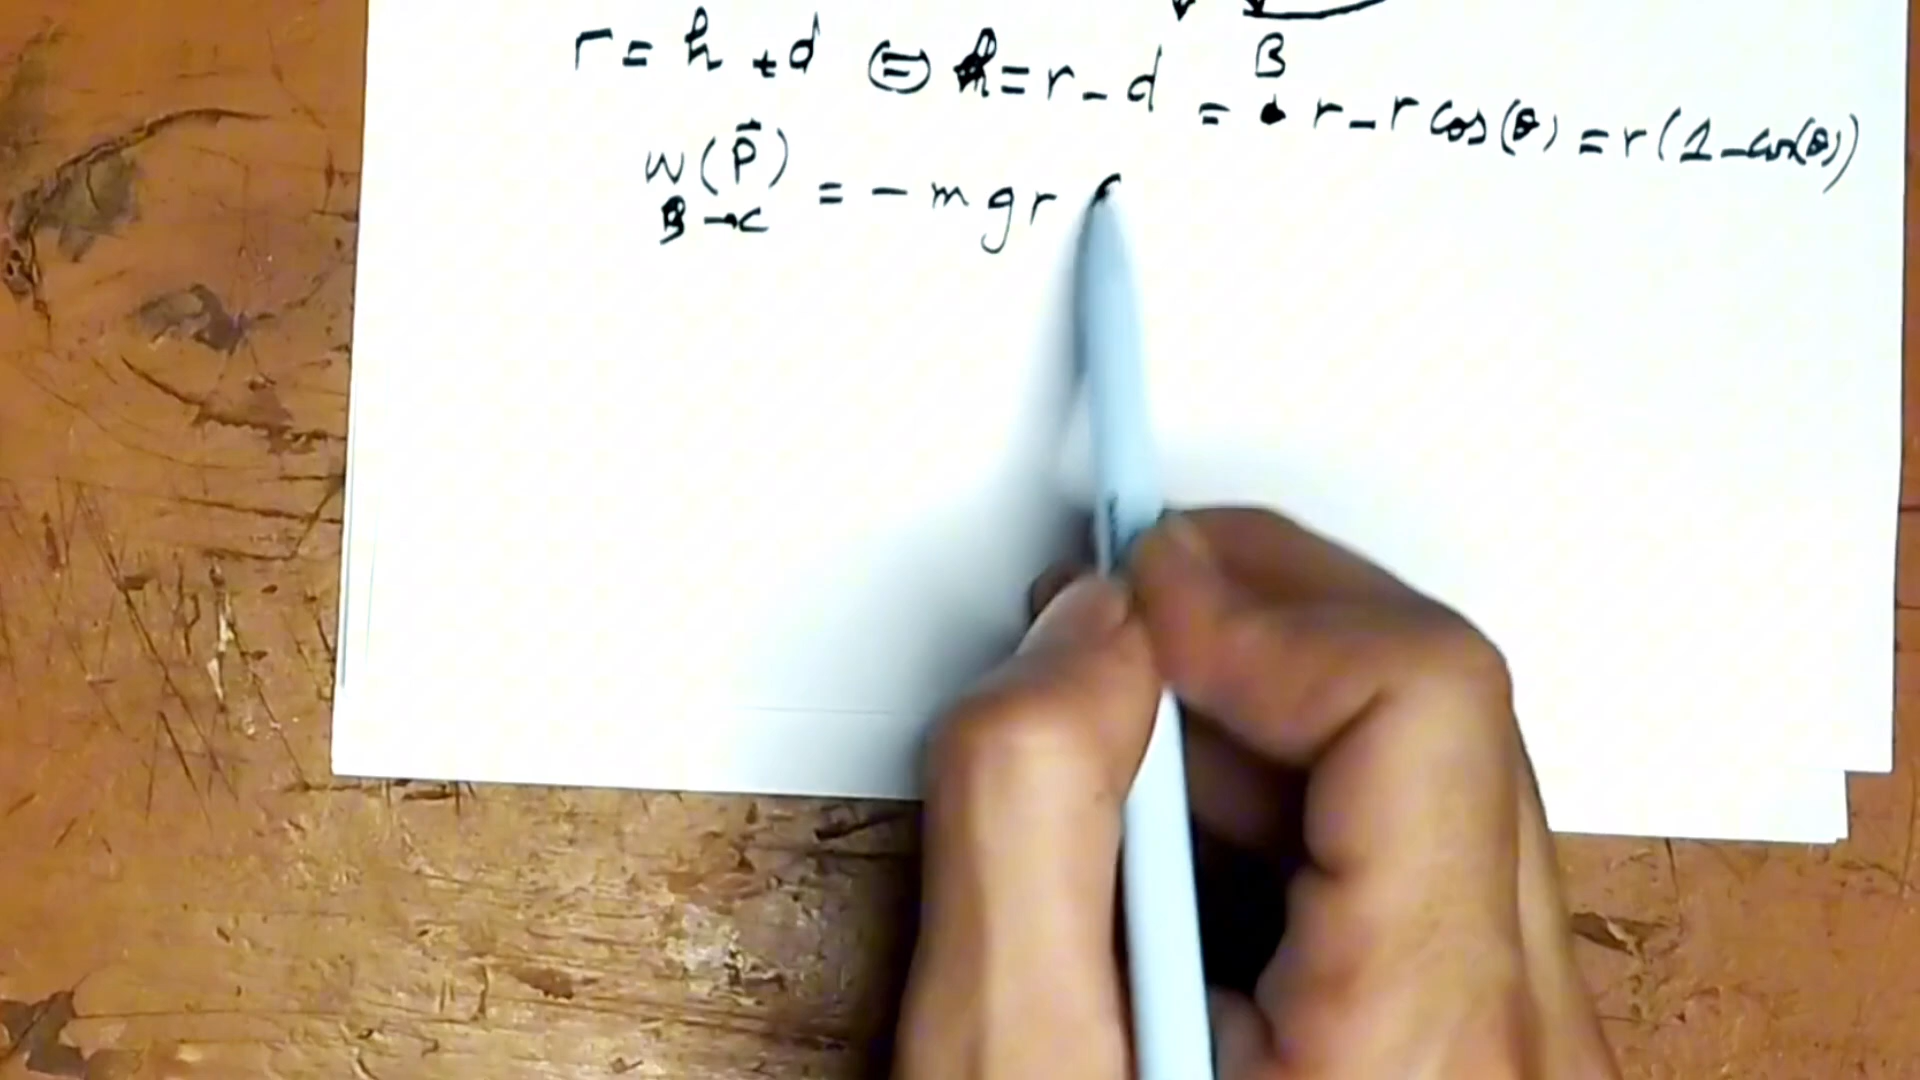 B
r = h + d ⇔ h = r - d = r - r cos(θ) = r(1 - cos(θ))
W(P⃗) = - m g r (
B→C